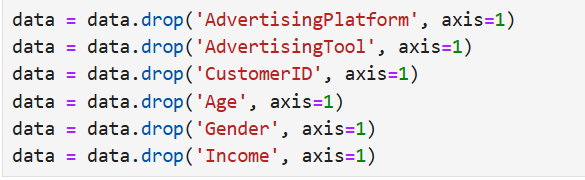 data = data.drop('AdvertisingPlatform', axis=1)
data = data.drop('AdvertisingTool', axis=1)
data = data.drop('CustomerID', axis=1)
data = data.drop('Age', axis=1)
data = data.drop('Gender', axis=1)
data = data.drop('Income', axis=1)